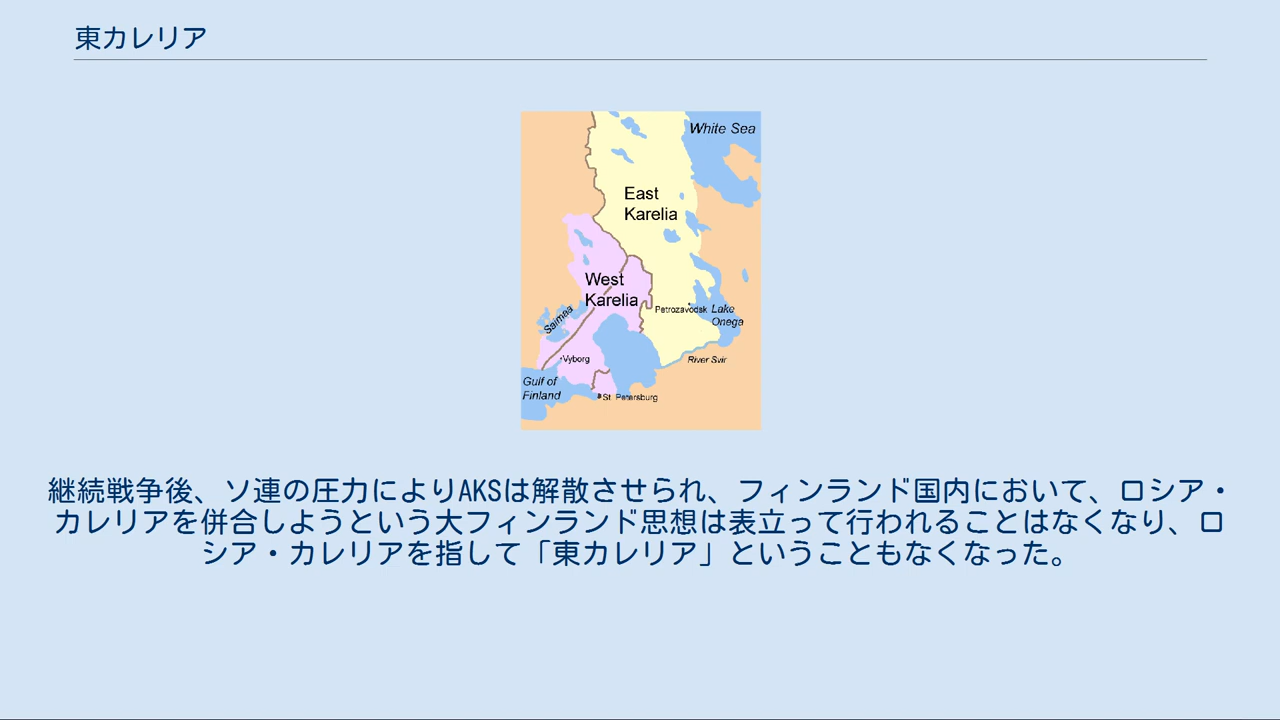 東カレリア
White Sea
East
Karelia
West
Karelia
Saimaa
Petrozavodsk
Lake
Onega
Vyborg
River Svir
Gulf of
Finland
St. Petersburg
継続戦争後、ソ連の圧力によりAKSは解散させられ、フィンランド国内において、ロシア・
カレリアを併合しようという大フィンランド思想は表立って行われることはなくなり、ロ
シア・カレリアを指して「東カレリア」ということもなくなった。